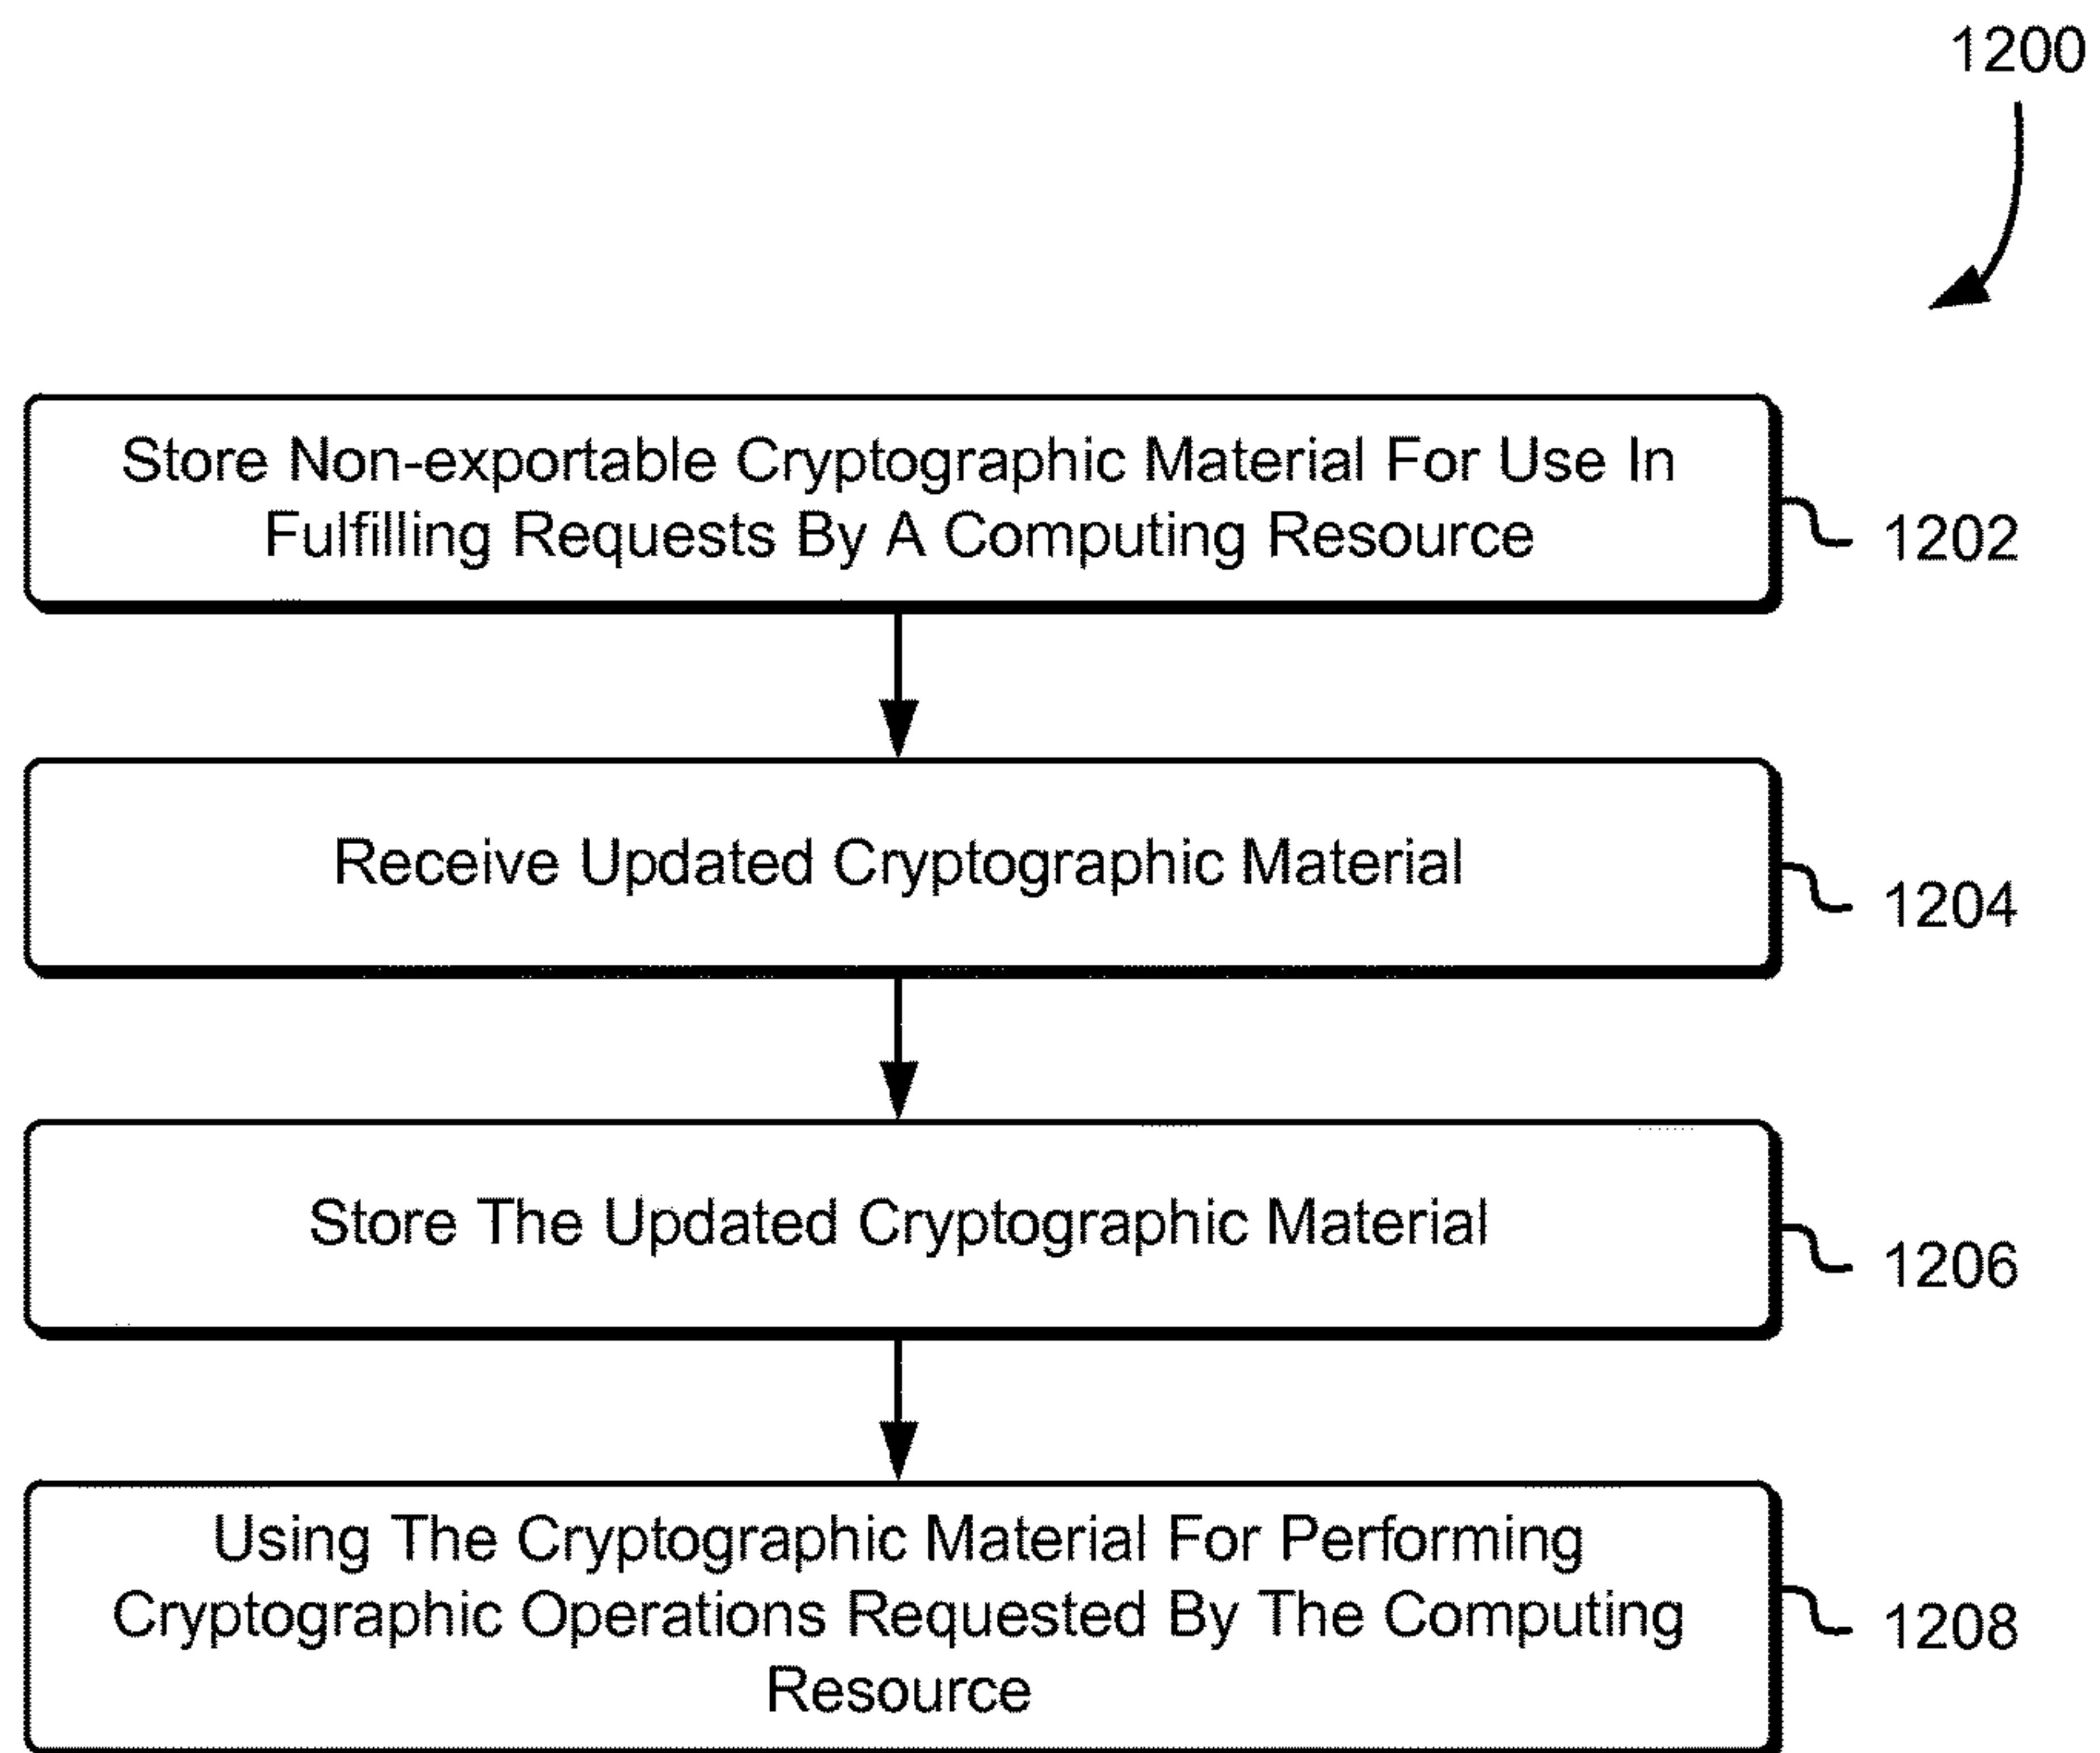 1200
Store Non-exportable Cryptographic Material For Use In
Fulfilling Requests By A Computing Resource
1202
Receive Updated Cryptographic Material
1204
Store The Updated Cryptographic Material
1206
Using The Cryptographic Material For Performing
Cryptographic Operations Requested By The Computing
Resource
1208